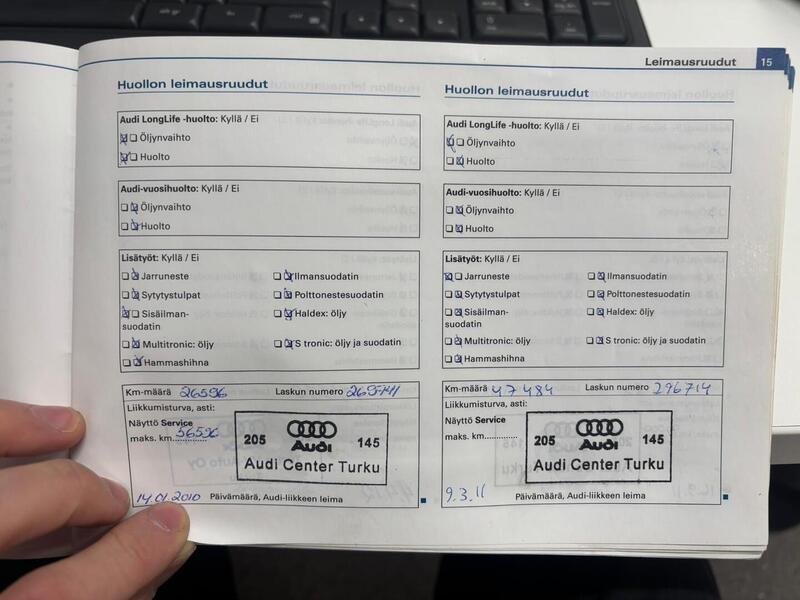 Leimausruudut 15
Huollon leimausruudut
Audi LongLife -huolto: Kyllä / Ei
Öljynvaihto
Huolto
Audi-vuosihuolto: Kyllä / Ei
Öljynvaihto
Huolto
Lisätyöt: Kyllä / Ei
Jarruneste
Ilmansuodatin
Sytytystulpat
Polttonestesuodatin
Sisäilman-
suodatin
Haldex: öljy
Multitronic: öljy
S tronic: öljy ja suodatin
Hammashihna
Km-määrä 26596 Laskun numero
Liikkumisturva, asti:
Näyttö Service
maks. km 56596
205 Audi 145
Audi Center Turku
14.01.2010 Päivämäärä, Audi-liikkeen leima
Huollon leimausruudut
Audi LongLife -huolto: Kyllä / Ei
Öljynvaihto
Huolto
Audi-vuosihuolto: Kyllä / Ei
Öljynvaihto
Huolto
Lisätyöt: Kyllä / Ei
Jarruneste
Ilmansuodatin
Sytytystulpat
Polttonestesuodatin
Sisäilman-
suodatin
Haldex: öljy
Multitronic: öljy
S tronic: öljy ja suodatin
Hammashihna
Km-määrä 47484 Laskun numero 296714
Liikkumisturva, asti:
Näyttö Service
maks. km............
205 Audi 145
Audi Center Turku
9.3.11 Päivämäärä, Audi-liikkeen leima